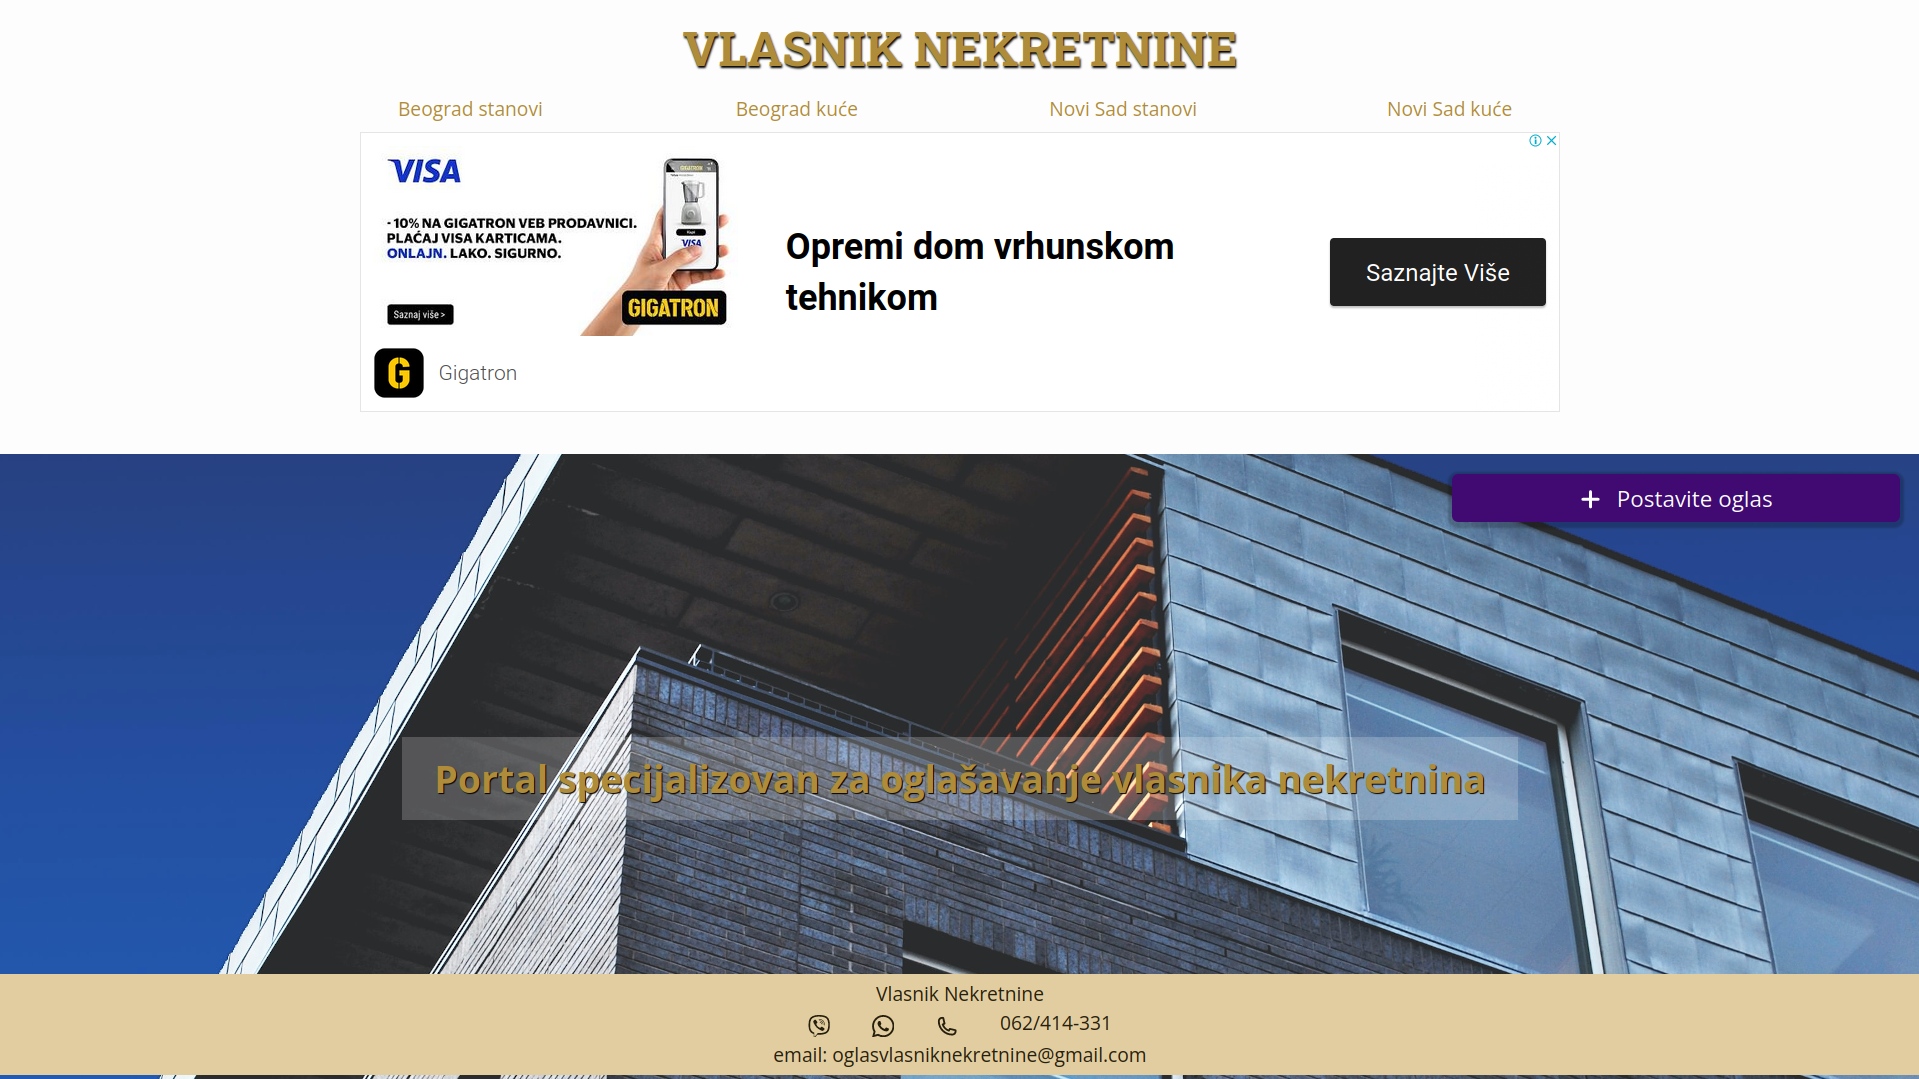 VLASNIK NEKRETNINE
Beograd stanovi
Beograd kuće
Novi Sad stanovi
Novi Sad kuće
VISA
- 10% NA GIGATRON VEB PRODAVNICI.
PLAĆAJ VISA KARTICAMA.
ONLAJN. LAKO. SIGURNO.
Saznaj više >
VISA
GIGATRON
Opremi dom vrhunskom
tehnikom
Saznajte Više
G
Gigatron
+ Postavite oglas
Portal specijalizovan za oglašavanje vlasnika nekretnina
Vlasnik Nekretnine
062/414-331
email: oglasvlasniknekretnine@gmail.com